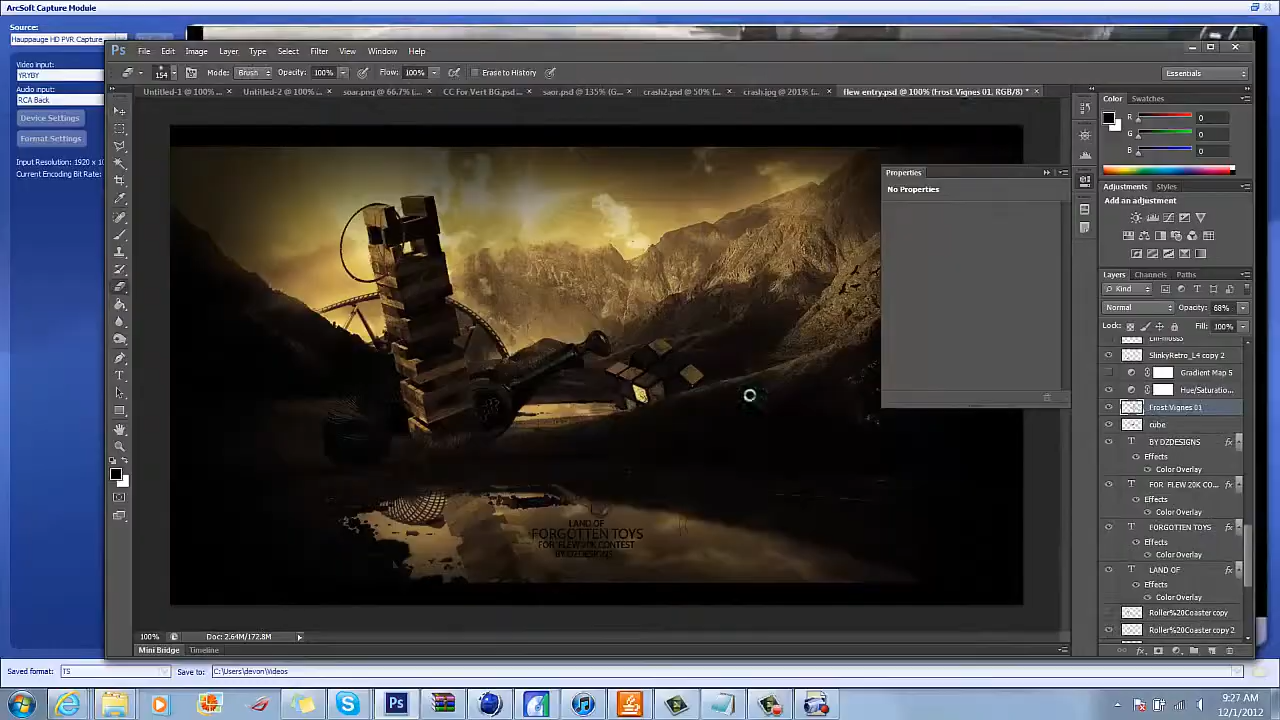 ArcSoft Capture Module
Source:
Hauppauge HD PVR Capture
Video input:
YRYBY
Audio input:
RCA Back
Device Settings
Format Settings
Input Resolution: 1920 x 10
Current Encoding Bit Rate:
Ps File Edit Image Layer Type Select Filter View Window Help
154 Mode: Brush Opacity: 100% Flow: 100% Erase to History
Essentials
Untitled-1 @ 100% ... × Untitled-2 @ 100% ... × soar.png @ 66.7% (... × CC For Vert BG.psd ... × saor.psd @ 135% (G... × crash2.psd @ 50% (... × crash.jpg @ 201% (... × flew entry.psd @ 100% (Frost Vignes 01, RGB/8) * ×
Color Swatches
R 0
G 0
B 0
Properties
No Properties
Adjustments Styles
Add an adjustment
Layers Channels Paths
Kind
Normal Opacity: 68%
Lock: Fill: 100%
SlinkyRetro_L4 copy 2
Gradient Map 5
Hue/Saturatio...
Frost Vignes 01
cube
T BY DZDESIGNS fx
Effects
Color Overlay
T FOR FLEW 20K CO... fx
Effects
Color Overlay
T FORGOTTEN TOYS fx
Effects
Color Overlay
T LAND OF fx
Effects
Color Overlay
Roller%20Coaster copy
Roller%20Coaster copy 2
LAND OF
FORGOTTEN TOYS
FOR FLEW 20K CONTEST
BY DZDESIGNS
100% Doc: 2.64M/172.8M
Mini Bridge Timeline
Saved format: TS Save to: C:\Users\devon\Videos
9:27 AM
12/1/2012